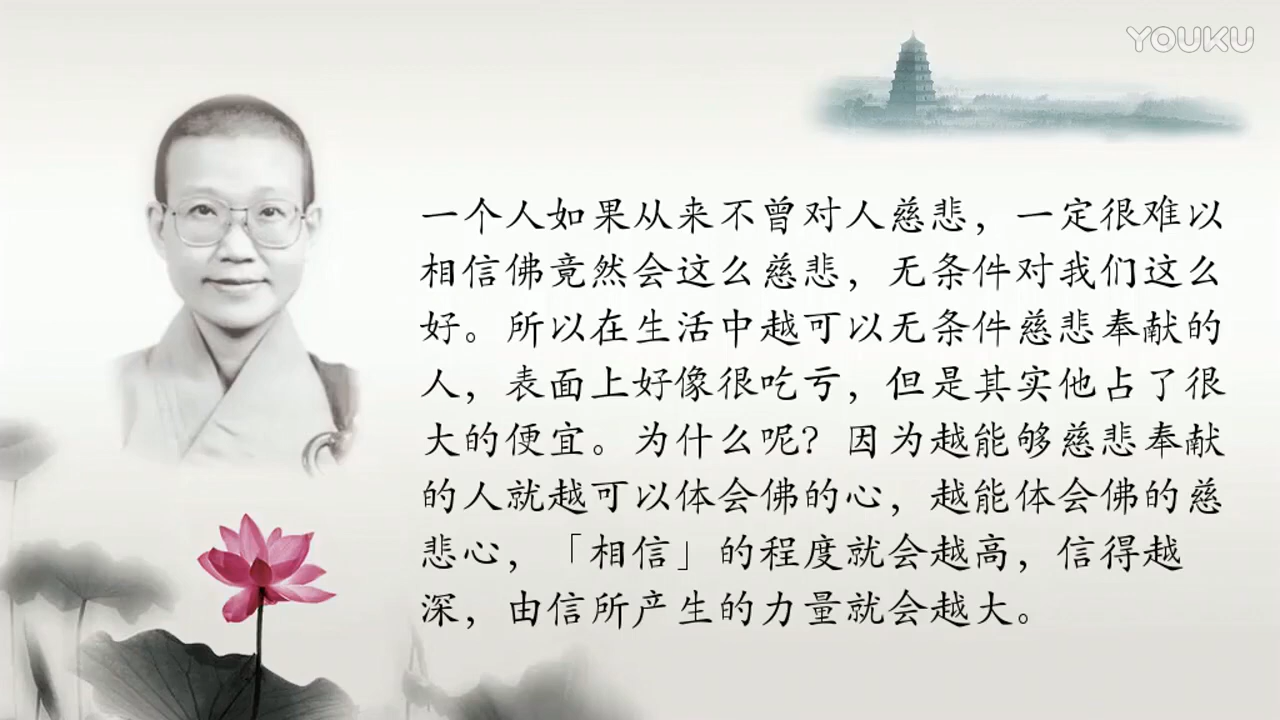 YOUKU
一个人如果从来不曾对人慈悲，一定很难以
相信佛竟然会这么慈悲，无条件对我们这么
好。所以在生活中越可以无条件慈悲奉献的
人，表面上好像很吃亏，但是其实他占了很
大的便宜。为什么呢？因为越能够慈悲奉献
的人就越可以体会佛的心，越能体会佛的慈
悲心，「相信」的程度就会越高，信得越
深，由信所产生的力量就会越大。